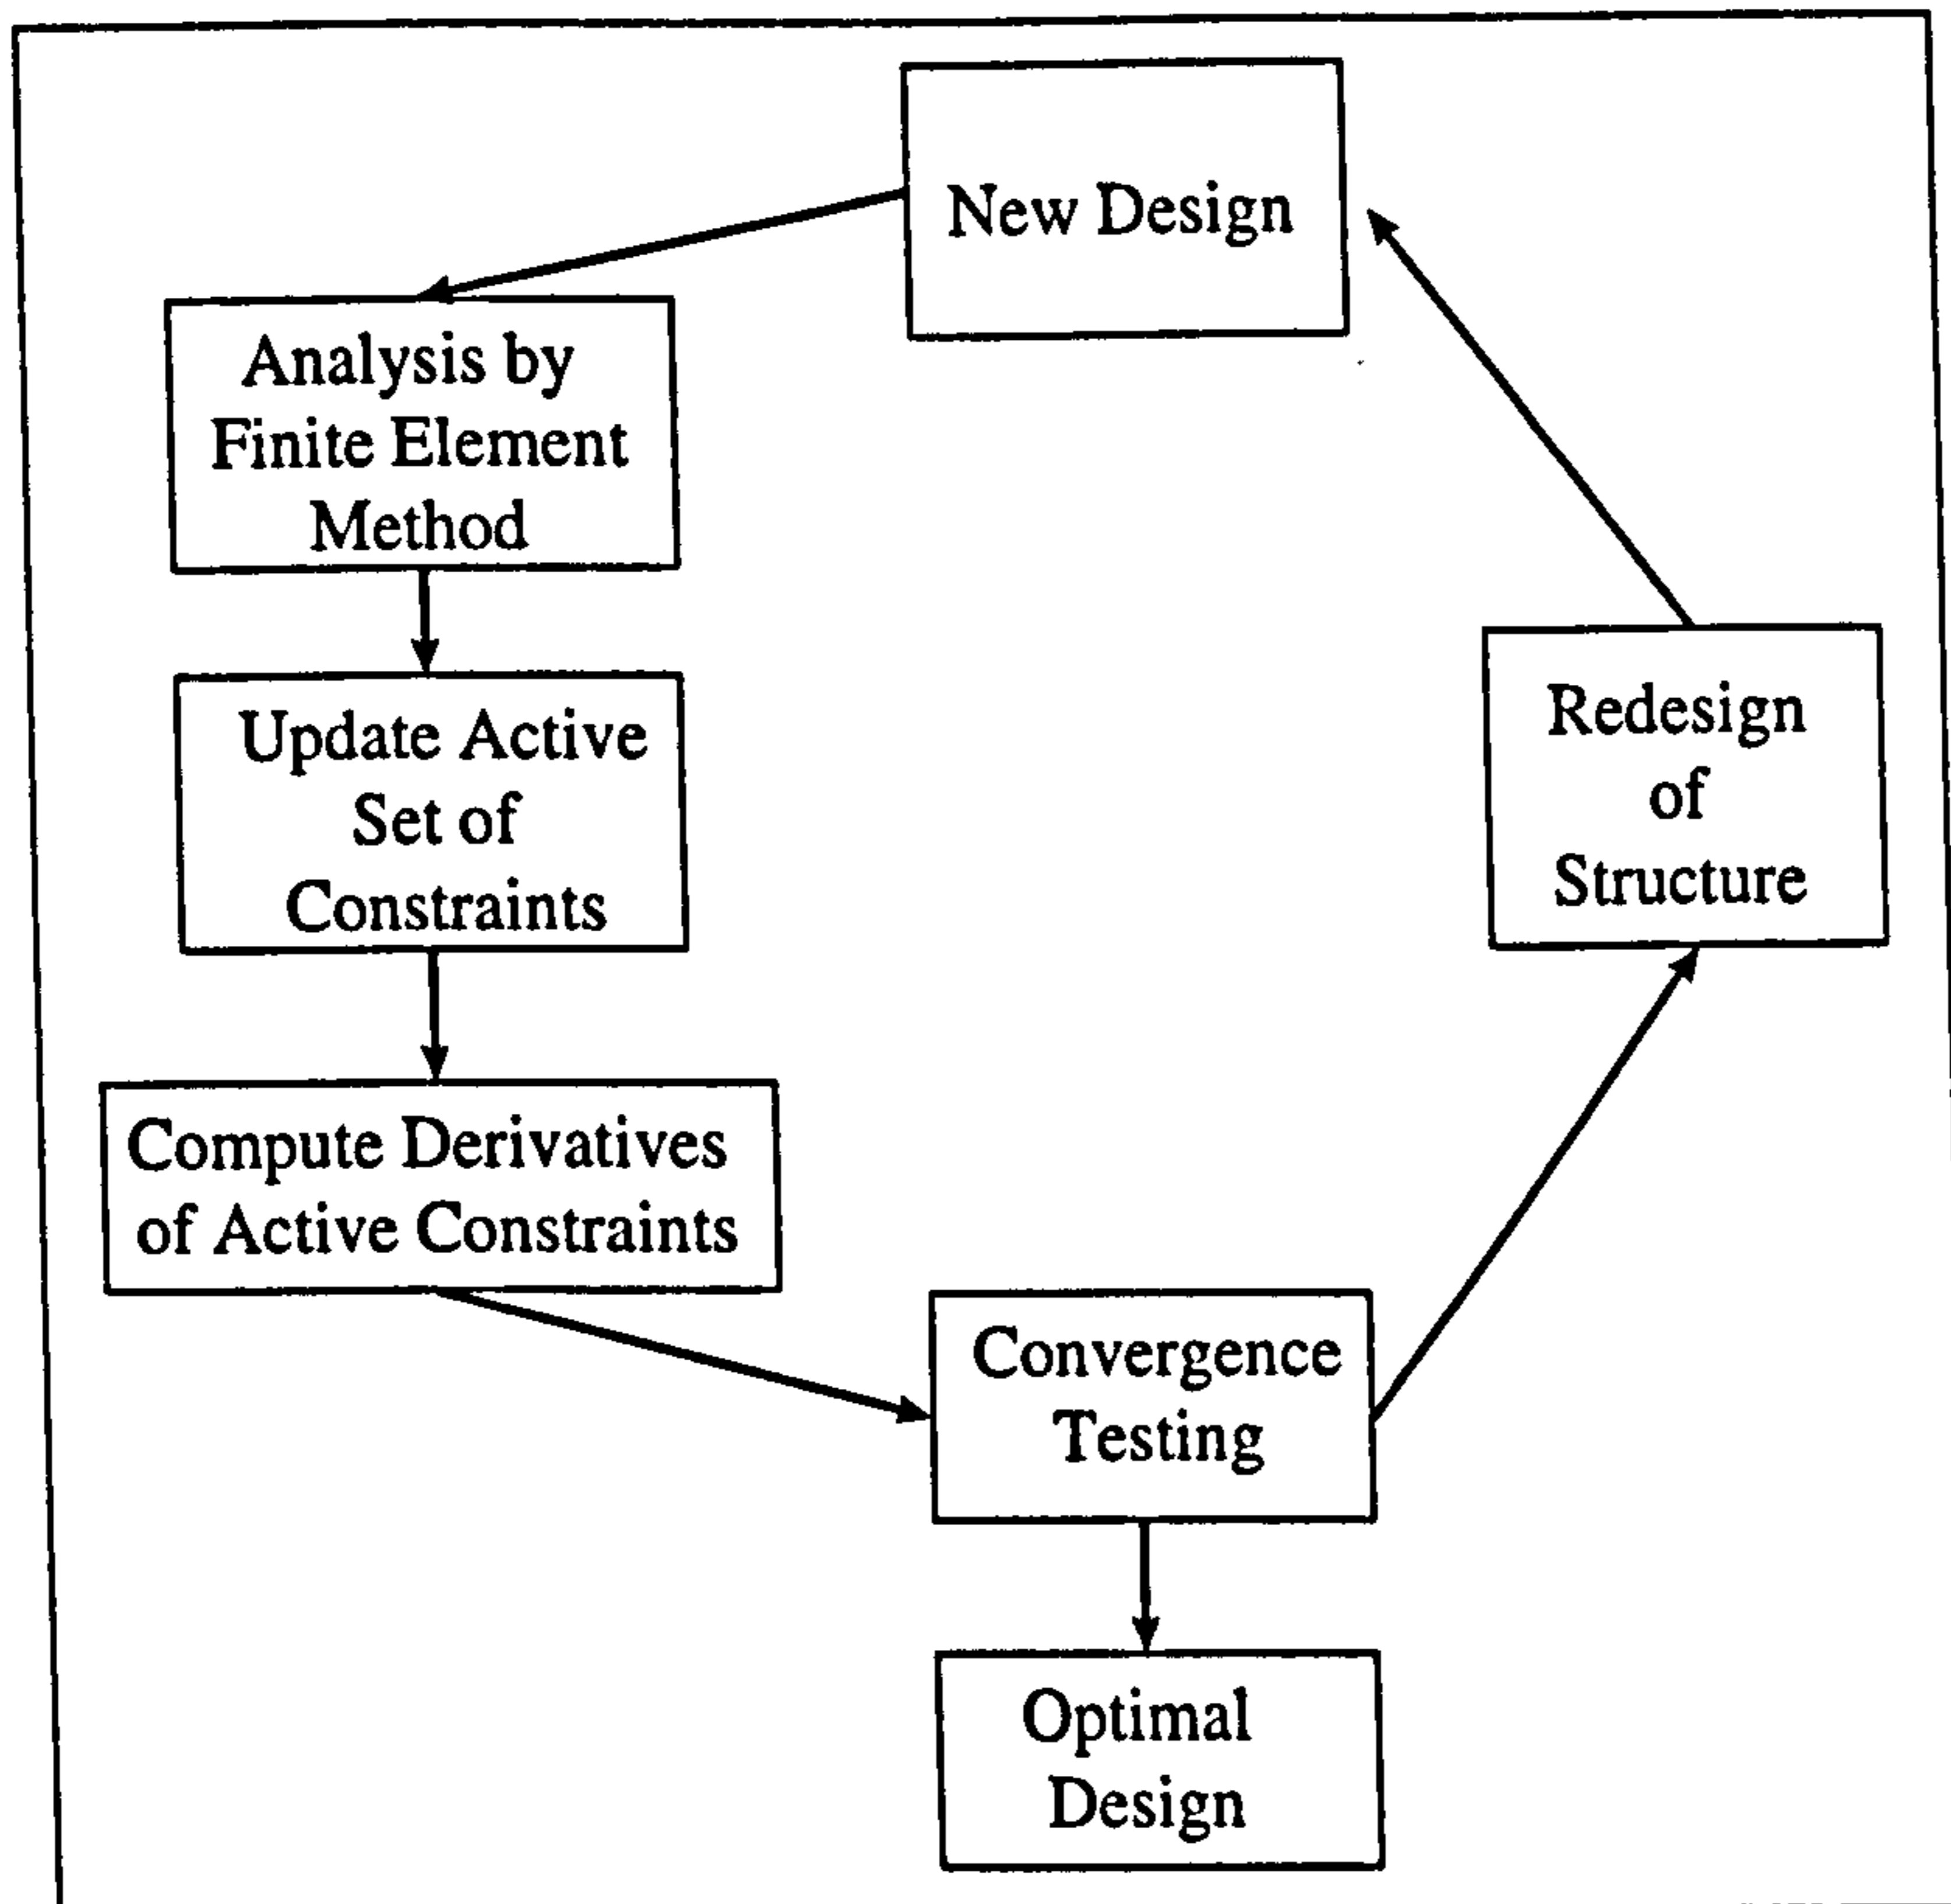 New Design
Analysis by
Finite Element
Method
Update Active
Set of
Constraints
Redesign
of
Structure
Compute Derivatives
of Active Constraints
Convergence
Testing
Optimal
Design